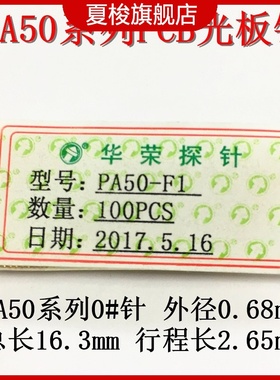 夏梭旗舰店
A50系列PCB光板
华荣探针
型号: PA50-F1
数量: 100PCS
日期: 2017.5.16
A50系列0#针 外径0.68
长16.3mm 行程长2.65